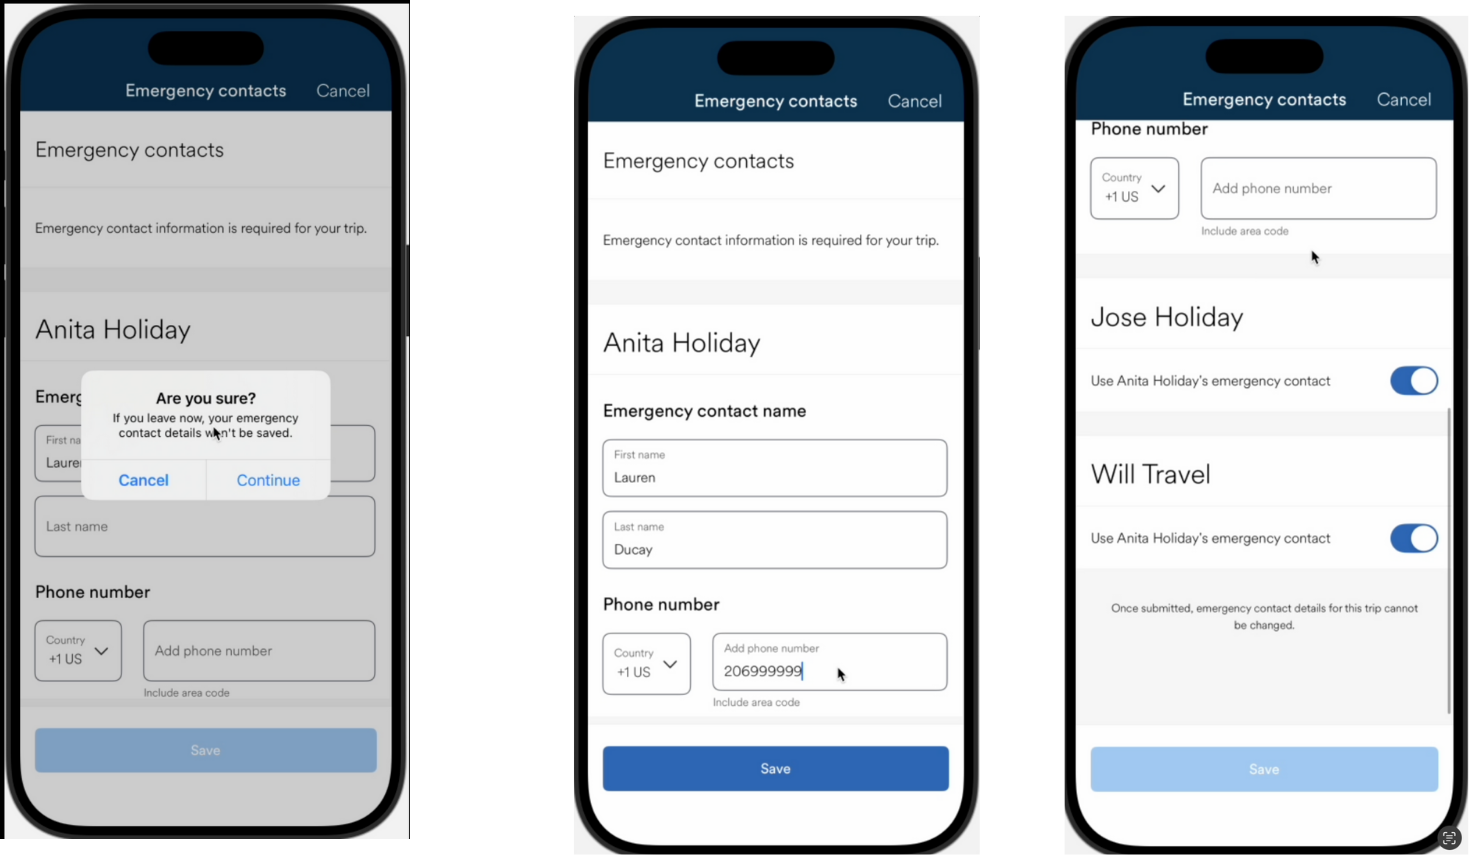 Emergency contacts Cancel
Emergency contacts
Emergency contact information is required for your trip.
Anita Holiday
Emerg
Are you sure?
If you leave now, your emergency
contact details won't be saved.
Cancel Continue
First na
Laure
Last name
Phone number
Country
+1 US
Add phone number
Include area code
Save
Emergency contacts Cancel
Emergency contacts
Emergency contact information is required for your trip.
Anita Holiday
Emergency contact name
First name
Lauren
Last name
Ducay
Phone number
Country
+1 US
Add phone number
206999999
Include area code
Save
Emergency contacts Cancel
Phone number
Country
+1 US
Add phone number
Include area code
Jose Holiday
Use Anita Holiday's emergency contact
Will Travel
Use Anita Holiday's emergency contact
Once submitted, emergency contact details for this trip cannot
be changed.
Save